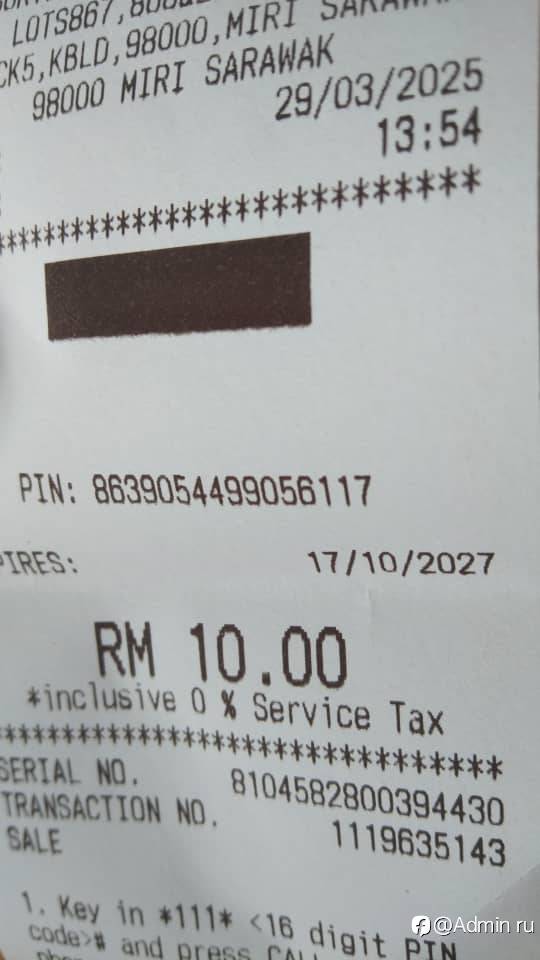 LOTS867,
CK5,KBLD,98000,MIRI SARAWAK
98000 MIRI SARAWAK
29/03/2025
13:54
******************************
PIN: 8639054499056117
PIRES: 17/10/2027
RM 10.00
*inclusive 0 % Service Tax
******************************
SERIAL NO. 8104582800394430
TRANSACTION NO. 1119635143
SALE
1. Key in *111* <16 digit PIN
code># and press
@Admin ru